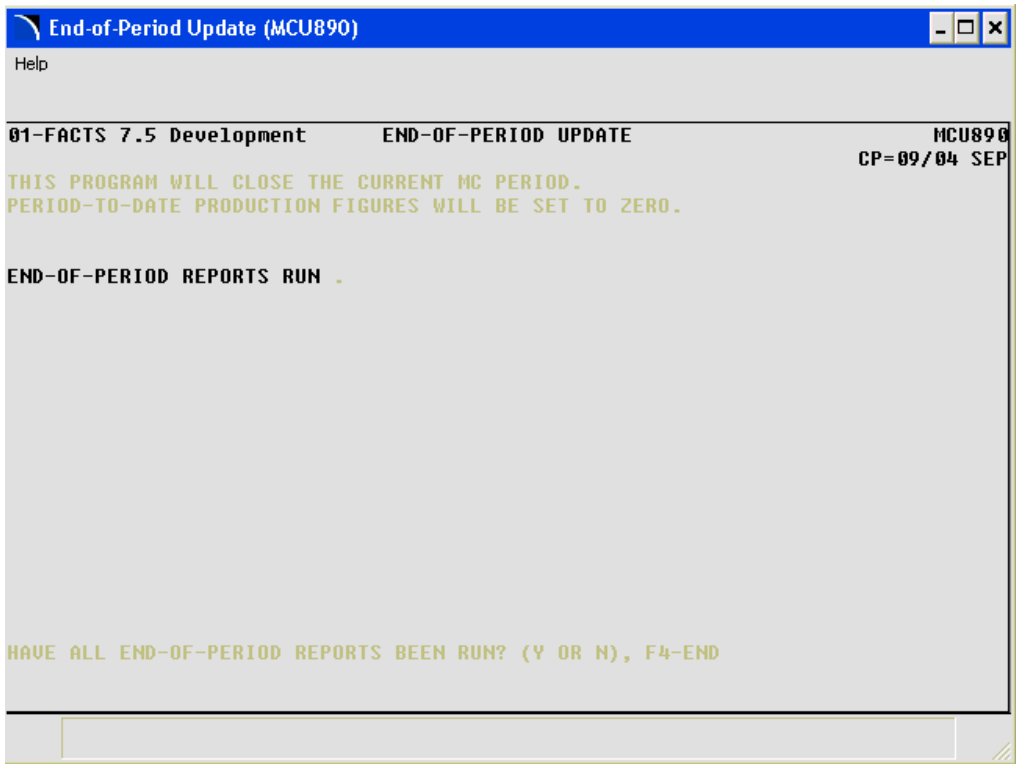 End-of-Period Update (MCU890)
Help
01-FACTS 7.5 Development END-OF-PERIOD UPDATE MCU890
CP=09/04 SEP
THIS PROGRAM WILL CLOSE THE CURRENT MC PERIOD.
PERIOD-TO-DATE PRODUCTION FIGURES WILL BE SET TO ZERO.
END-OF-PERIOD REPORTS RUN .
HAVE ALL END-OF-PERIOD REPORTS BEEN RUN? (Y OR N), F4-END